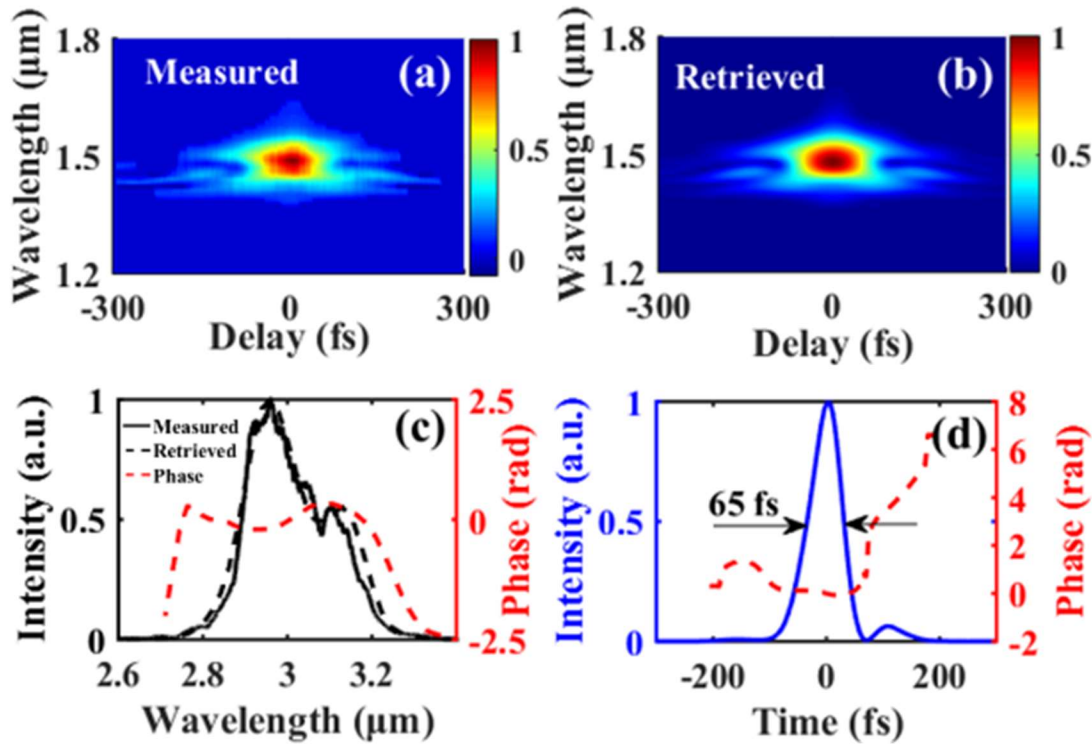 1.8
1.5
1.2
Wavelength (μm)
Measured
(a)
1
0.5
0
-300
0
300
Delay (fs)
1.8
1.5
1.2
Wavelength (μm)
Retrieved
(b)
1
0.5
0
-300
0
300
Delay (fs)
1
0.5
0
Intensity (a.u.)
Measured
Retrieved
Phase
(c)
2.5
0
-2.5
Phase (rad)
2.6
2.8
3
3.2
Wavelength (μm)
1
0.5
0
Intensity (a.u.)
65 fs
(d)
8
6
4
2
0
-2
Phase (rad)
-200
0
200
Time (fs)